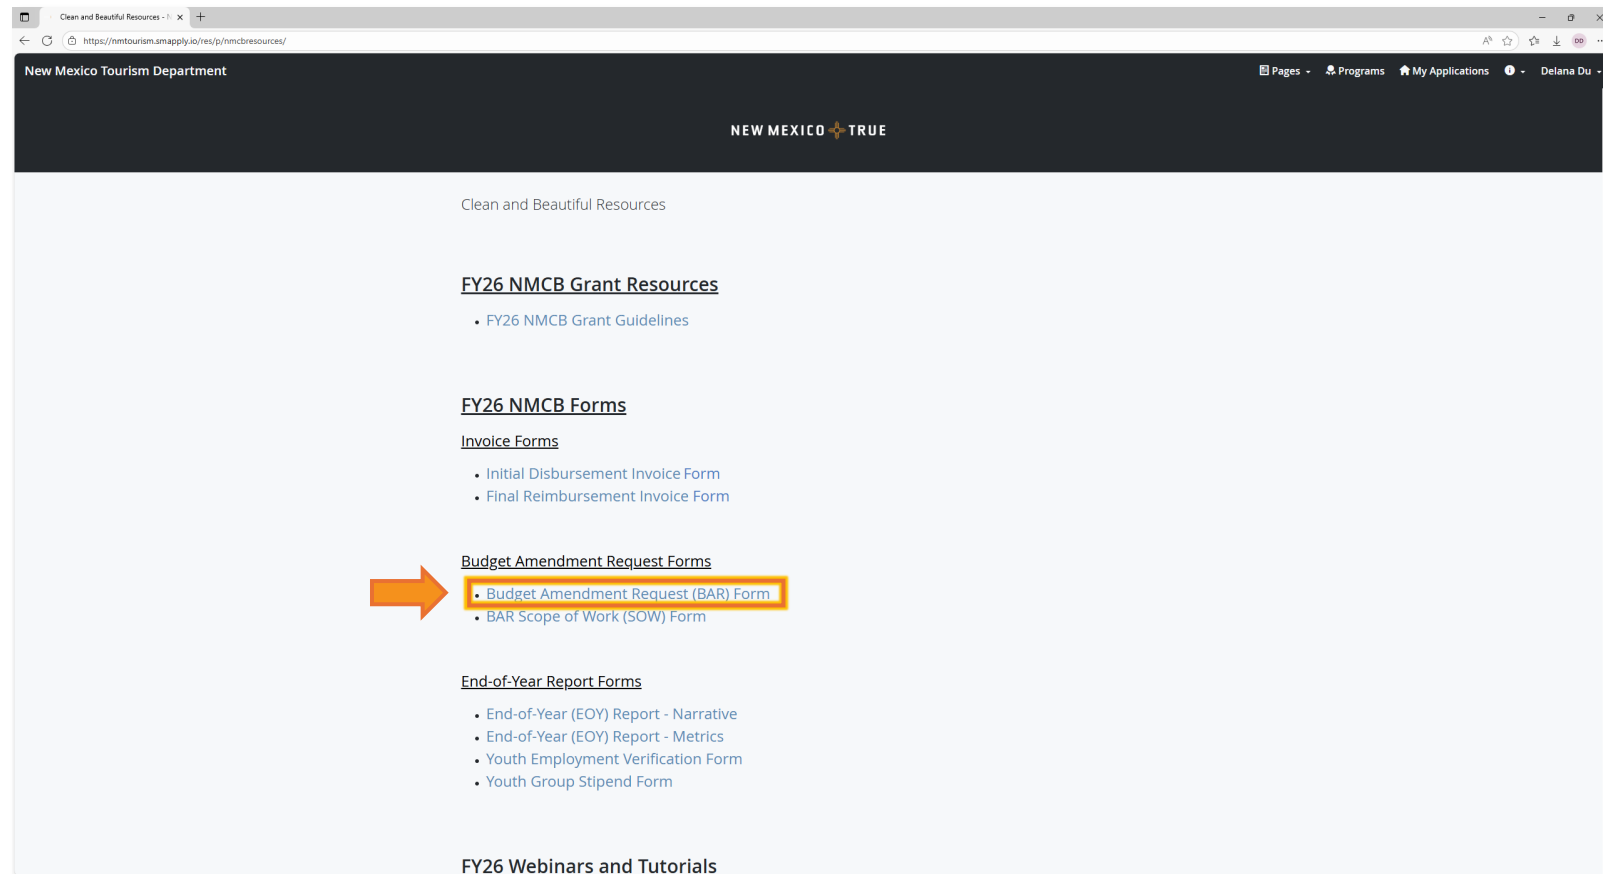 Clean and Beautiful Resources - N
https://nmtourism.smapply.io/res/p/nmcbresources/
DD
New Mexico Tourism Department
Pages
Programs
My Applications
Delana Du
NEW MEXICO TRUE
Clean and Beautiful Resources
FY26 NMCB Grant Resources
• FY26 NMCB Grant Guidelines
FY26 NMCB Forms
Invoice Forms
• Initial Disbursement Invoice Form
• Final Reimbursement Invoice Form
Budget Amendment Request Forms
• Budget Amendment Request (BAR) Form
• BAR Scope of Work (SOW) Form
End-of-Year Report Forms
• End-of-Year (EOY) Report - Narrative
• End-of-Year (EOY) Report - Metrics
• Youth Employment Verification Form
• Youth Group Stipend Form
FY26 Webinars and Tutorials